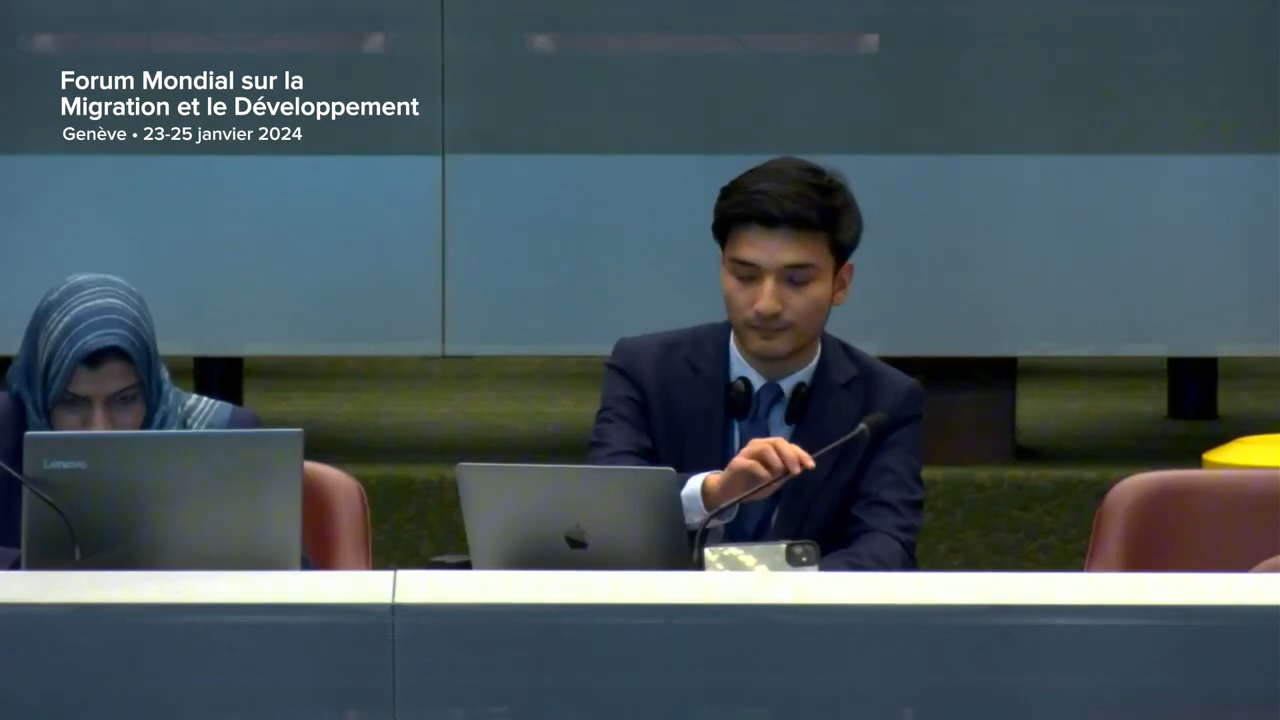 Forum Mondial sur la
Migration et le Développement
Genève • 23-25 janvier 2024
Lenovo